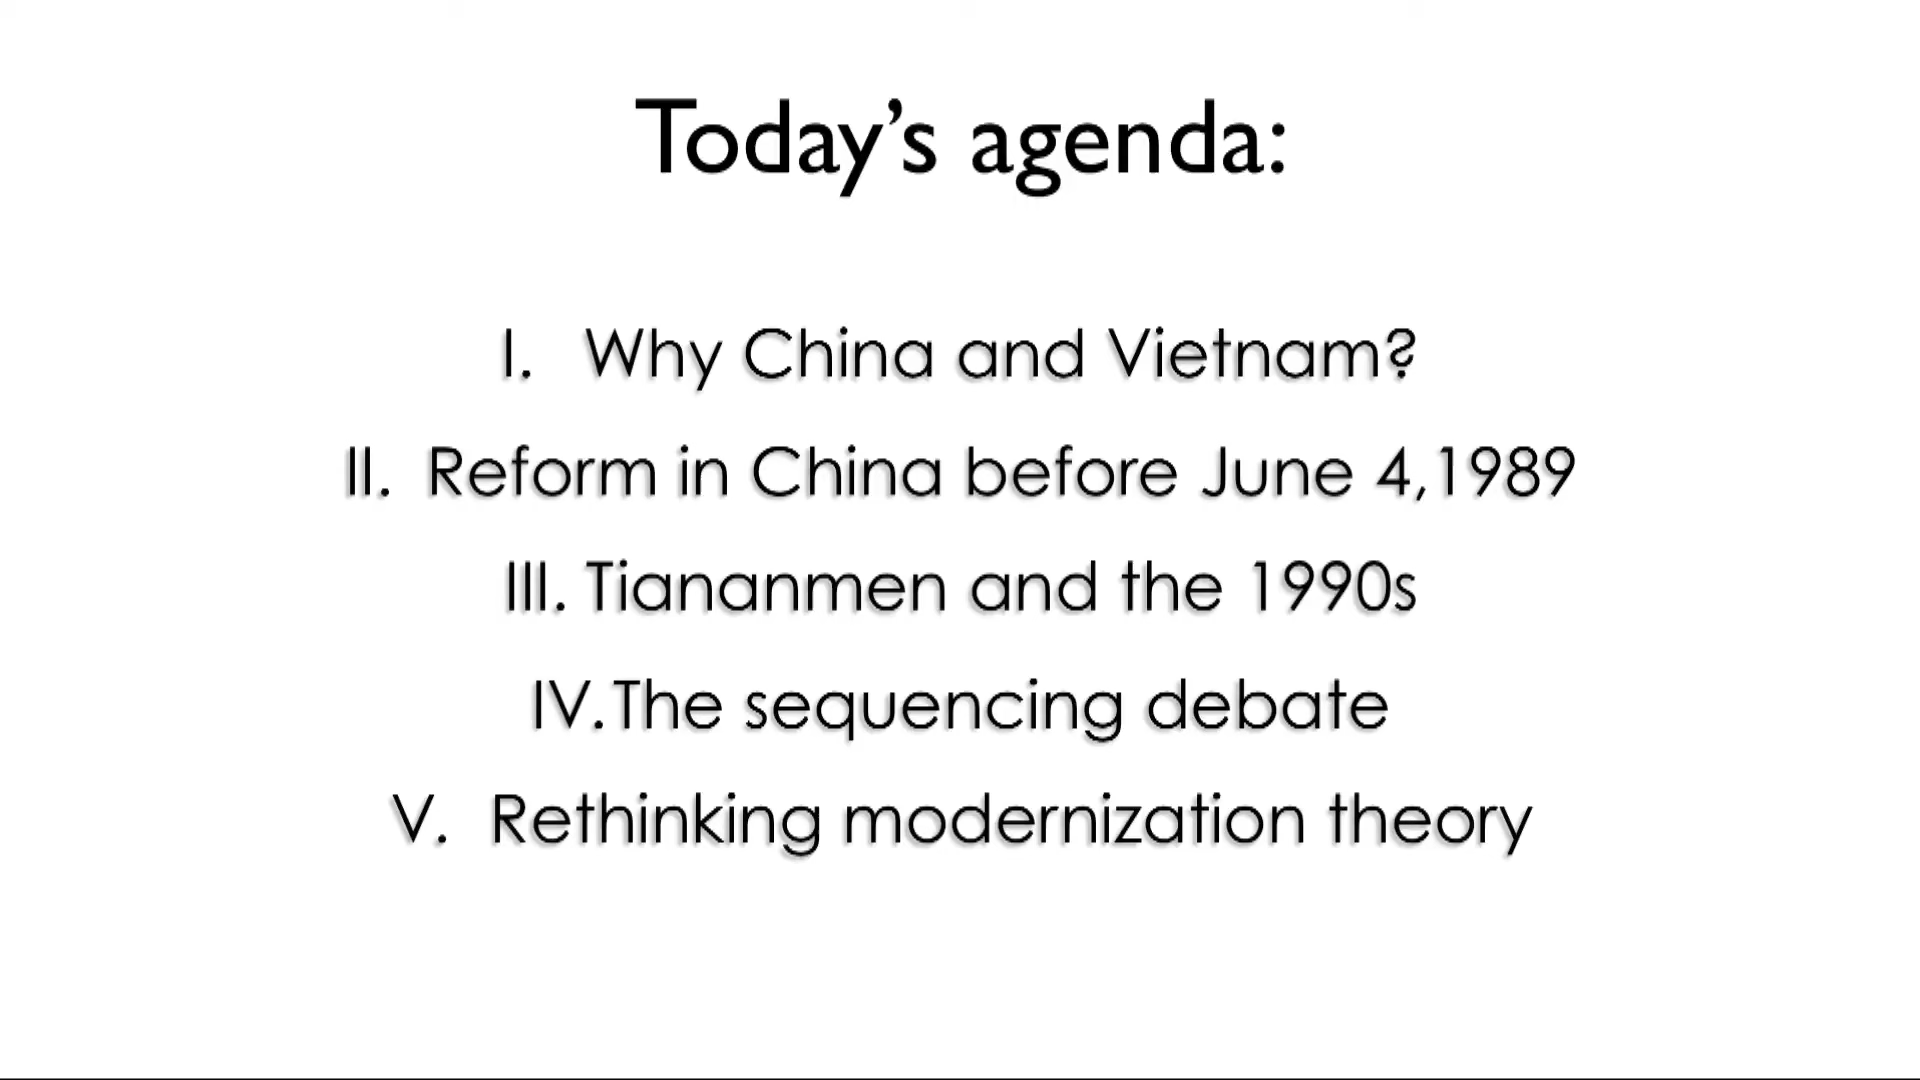 Today’s agenda:
I. Why China and Vietnam?
II. Reform in China before June 4,1989
III. Tiananmen and the 1990s
IV.The sequencing debate
V. Rethinking modernization theory